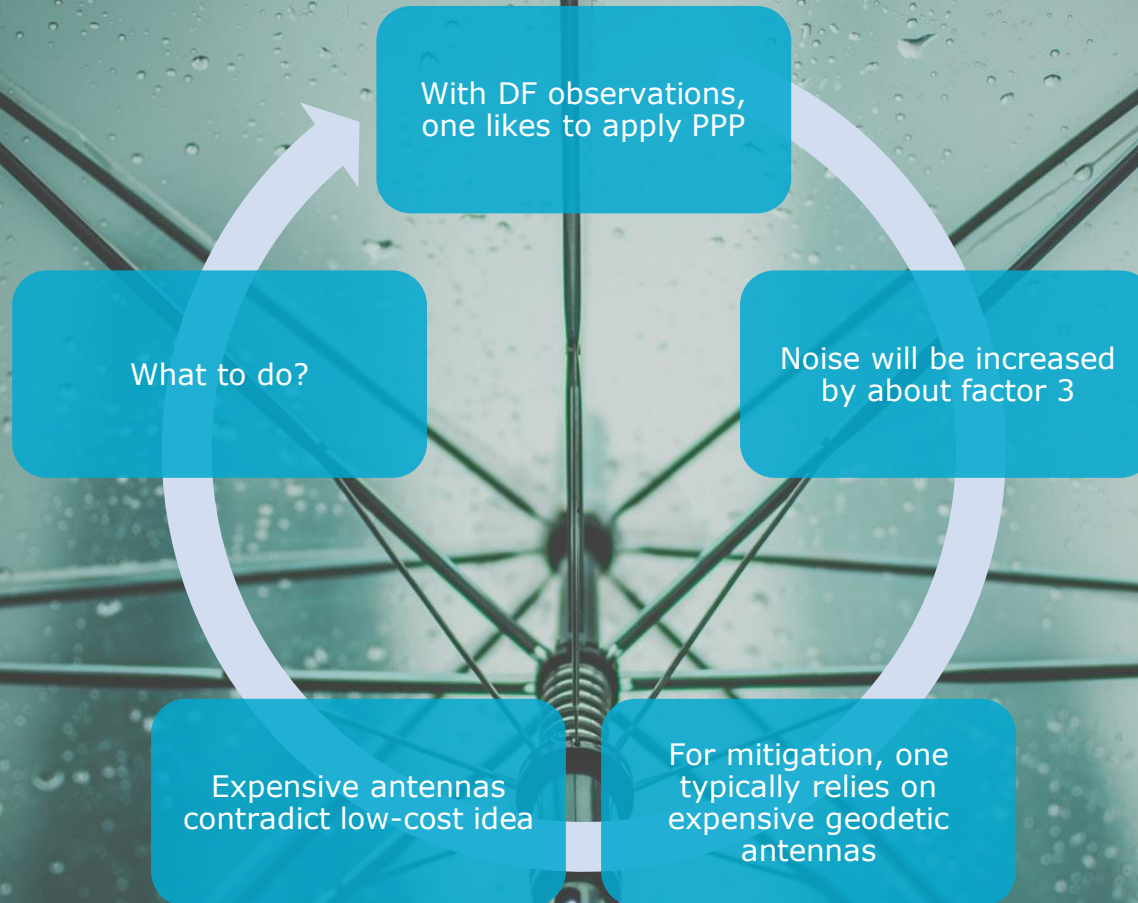 With DF observations,
one likes to apply PPP
Noise will be increased
by about factor 3
For mitigation, one
typically relies on
expensive geodetic
antennas
Expensive antennas
contradict low-cost idea
What to do?